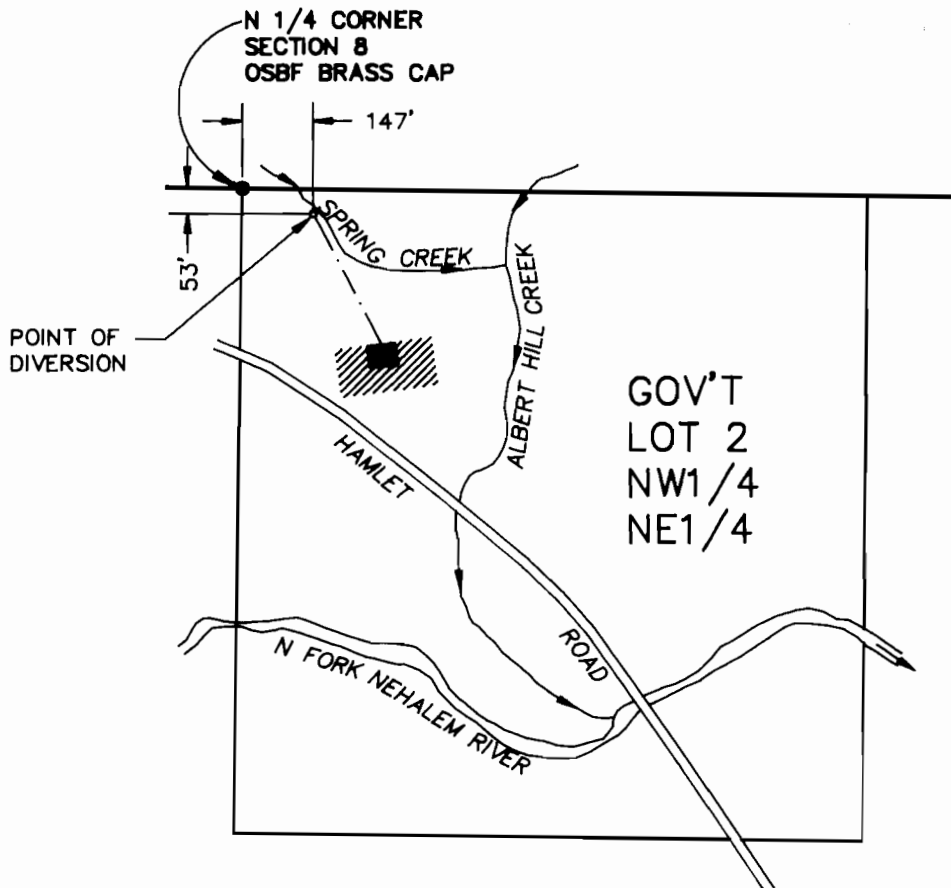 N 1/4 CORNER
SECTION 8
OSBF BRASS CAP
147'
53'
SPRING CREEK
POINT OF
DIVERSION
ALBERT HILL CREEK
GOV'T
LOT 2
NW1/4
NE1/4
HAMLET
ROAD
N FORK NEHALEM RIVER